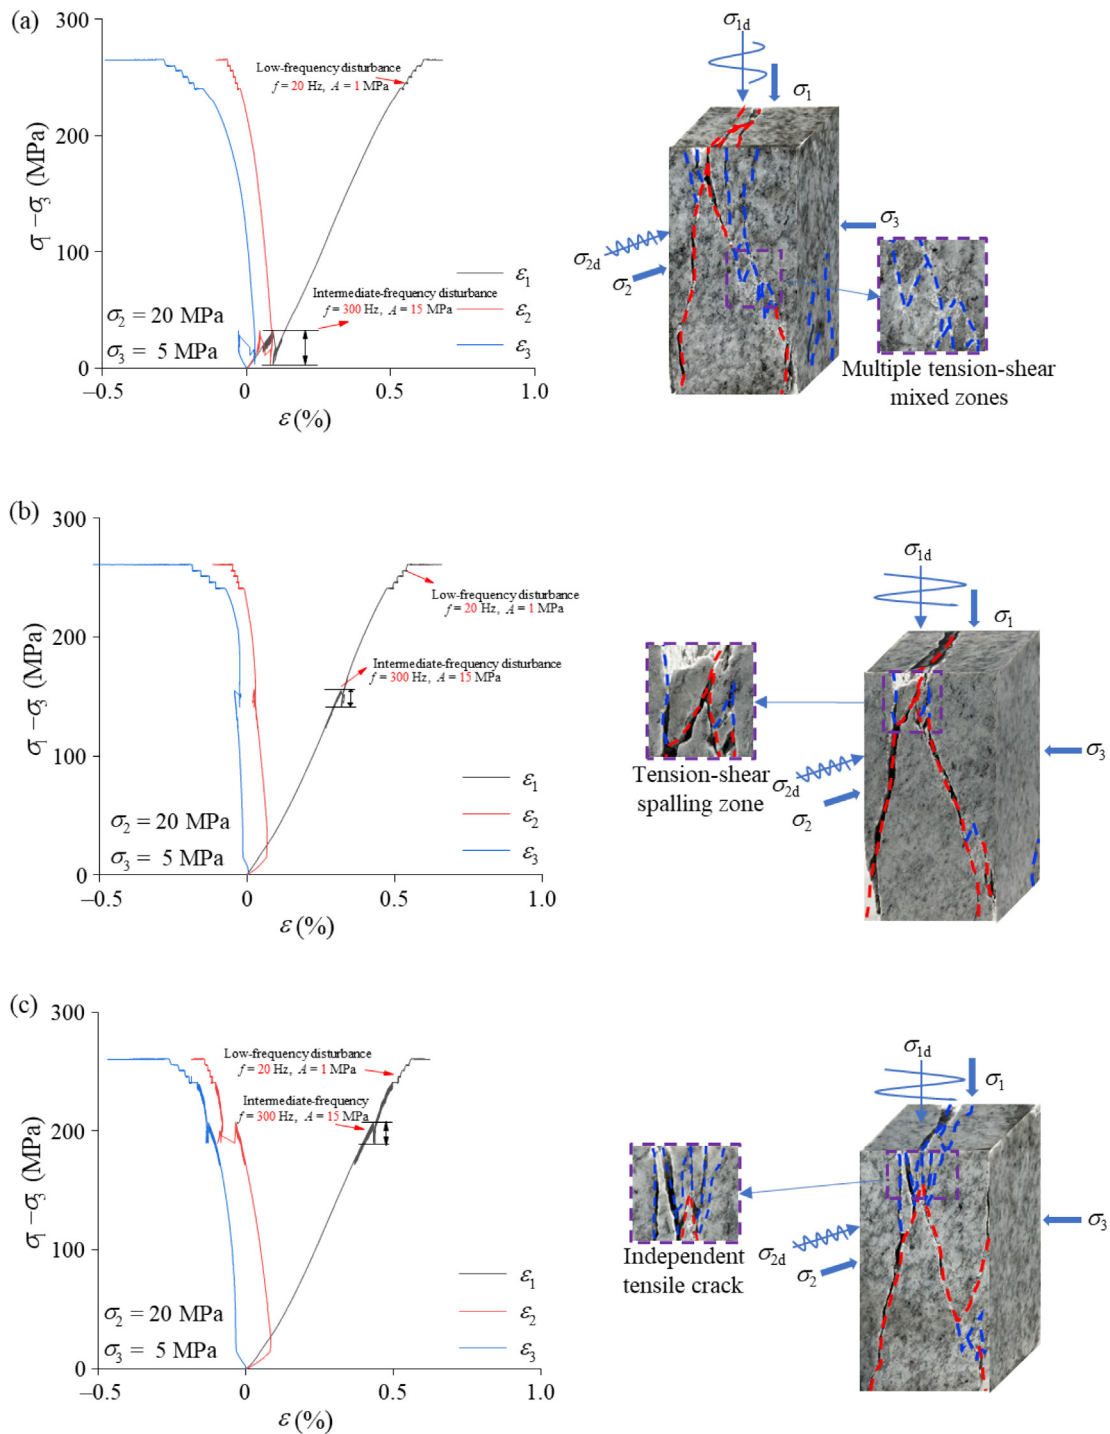 (a)
300
200
100
0
σ1 –σ3 (MPa)
Low-frequency disturbance
f = 20 Hz, A = 1 MPa
Intermediate-frequency disturbance
f = 300 Hz, A = 15 MPa
σ2 = 20 MPa
σ3 = 5 MPa
ε1
ε2
ε3
–0.5
0
0.5
1.0
ε (%)
σ1d
σ1
σ3
σ2d
σ2
Multiple tension-shear
mixed zones
(b)
300
200
100
0
σ1 –σ3 (MPa)
Low-frequency disturbance
f = 20 Hz, A = 1 MPa
Intermediate-frequency disturbance
f = 300 Hz, A = 15 MPa
σ2 = 20 MPa
σ3 = 5 MPa
ε1
ε2
ε3
–0.5
0
0.5
1.0
ε (%)
σ1d
σ1
σ3
Tension-shear
spalling zone
σ2d
σ2
(c)
300
200
100
0
σ1 –σ3 (MPa)
Low-frequency disturbance
f = 20 Hz, A = 1 MPa
Intermediate-frequency
f = 300 Hz, A = 15 MPa
σ2 = 20 MPa
σ3 = 5 MPa
ε1
ε2
ε3
–0.5
0
0.5
1.0
ε (%)
σ1d
σ1
σ3
Independent
tensile crack
σ2d
σ2